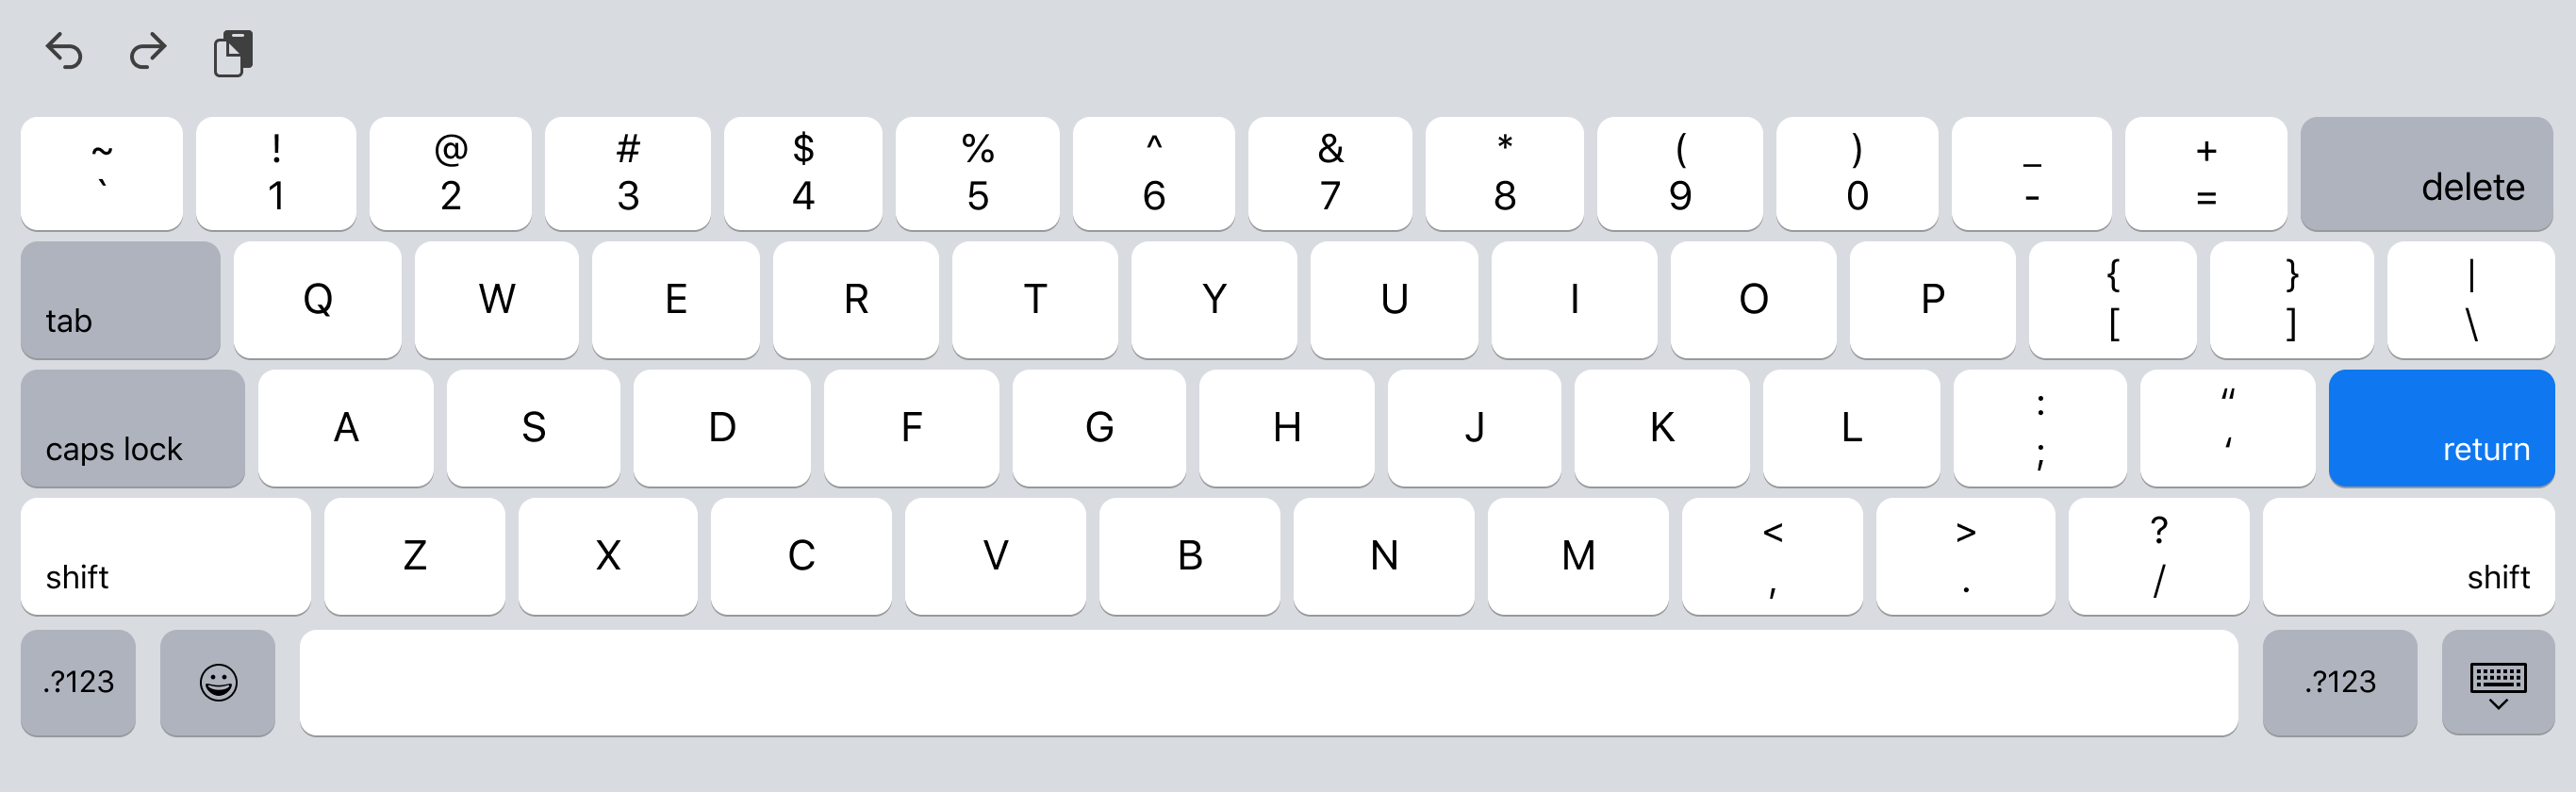 ~ ! @ # $ % ^ & * ( ) _ +
` 1 2 3 4 5 6 7 8 9 0 - = delete
{ } |
tab Q W E R T Y U I O P [ ] \
: “
caps lock A S D F G H J K L ; ‘ return
< > ?
shift Z X C V B N M , . / shift
.?123 .?123